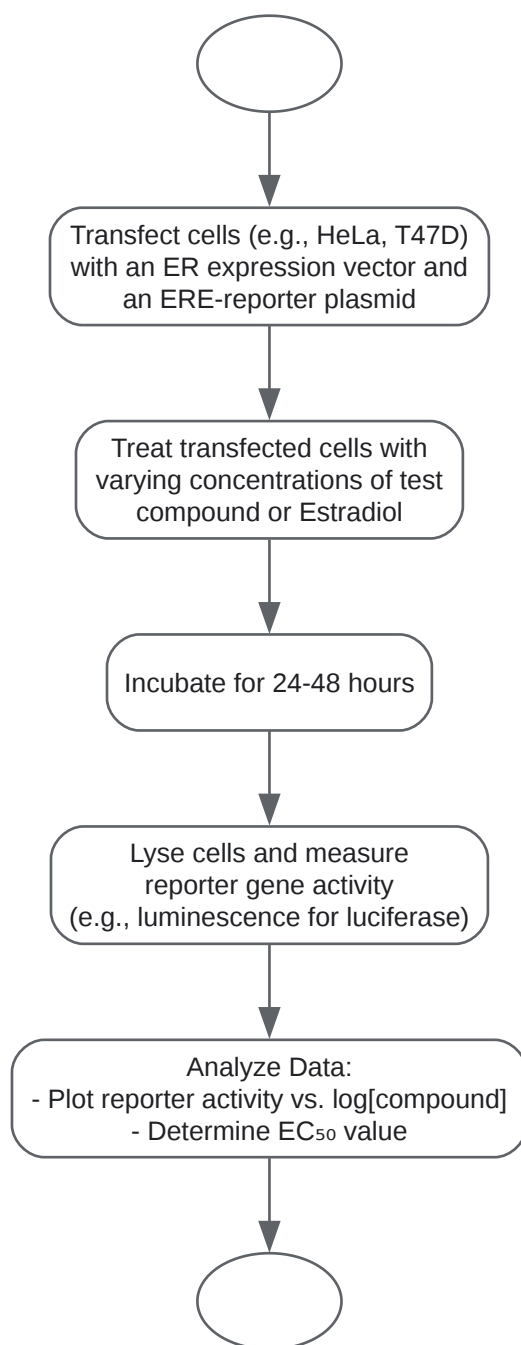 Transfect cells (e.g., HeLa, T47D)
with an ER expression vector and
an ERE-reporter plasmid
Treat transfected cells with
varying concentrations of test
compound or Estradiol
Incubate for 24-48 hours
Lyse cells and measure
reporter gene activity
(e.g., luminescence for luciferase)
Analyze Data:
- Plot reporter activity vs. log[compound]
- Determine EC₅₀ value